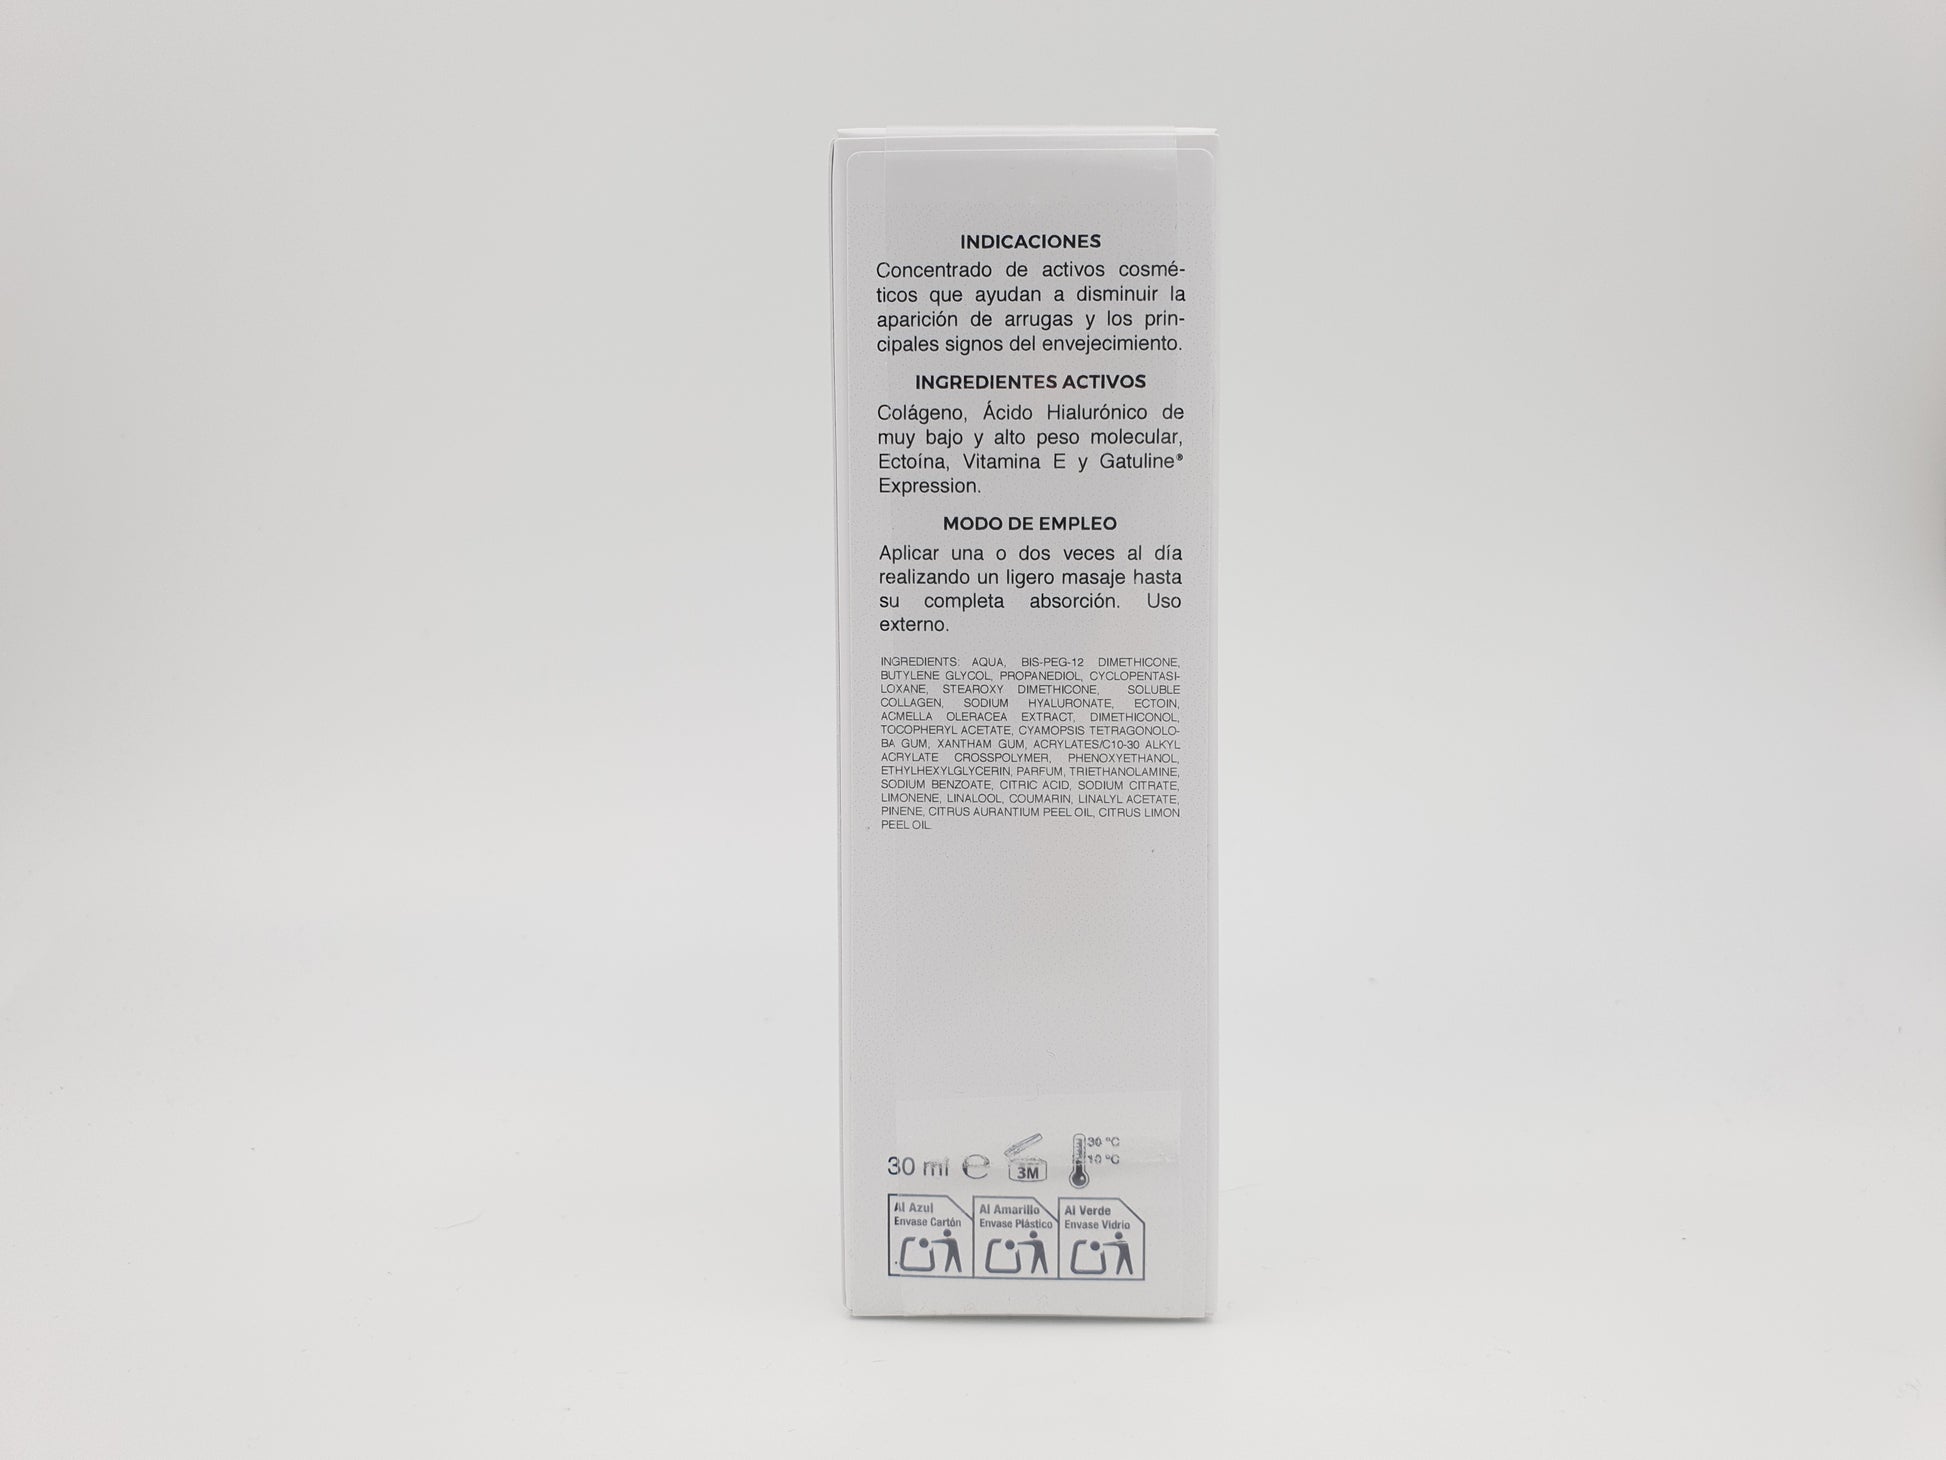 INDICACIONES
Concentrado de activos cosmé-
ticos que ayudan a disminuir la
aparición de arrugas y los prin-
cipales signos del envejecimiento.
INGREDIENTES ACTIVOS
Colágeno, Ácido Hialurónico de
muy bajo y alto peso molecular,
Ectoína, Vitamina E y Gatuline®
Expression.
MODO DE EMPLEO
Aplicar una o dos veces al día
realizando un ligero masaje hasta
su completa absorción. Uso
externo.
INGREDIENTS: AQUA, BIS-PEG-12 DIMETHICONE,
BUTYLENE GLYCOL, PROPANEDIOL, CYCLOPENTASI-
LOXANE, STEAROXY DIMETHICONE, SOLUBLE
COLLAGEN, SODIUM HYALURONATE, ECTOIN,
ACMELLA OLERACEA EXTRACT, DIMETHICONOL,
TOCOPHERYL ACETATE, CYAMOPSIS TETRAGONOLO-
BA GUM, XANTHAM GUM, ACRYLATES/C10-30 ALKYL
ACRYLATE CROSSPOLYMER, PHENOXYETHANOL,
ETHYLHEXYLGLYCERIN, PARFUM, TRIETHANOLAMINE,
SODIUM BENZOATE, CITRIC ACID, SODIUM CITRATE,
LIMONENE, LINALOOL, COUMARIN, LINALYL ACETATE,
PINENE, CITRUS AURANTIUM PEEL OIL, CITRUS LIMON
PEEL OIL.
30 °C
10 °C
30 ml ℮ 3M
Al Azul Al Amarillo Al Verde
Envase Cartón Envase Plástico Envase Vidrio